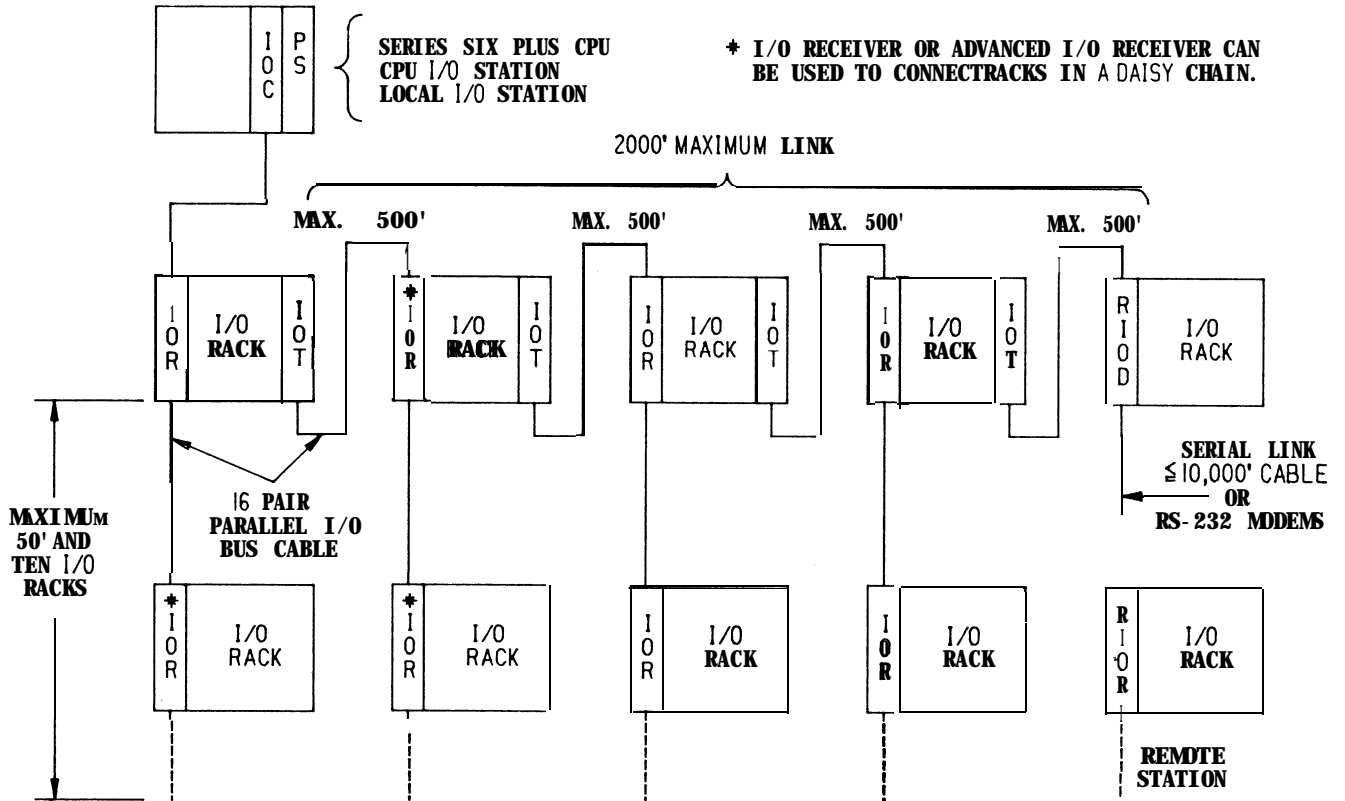 I
O
C
P
S
SERIES SIX PLUS CPU
CPU I/O STATION
LOCAL I/O STATION
* I/O RECEIVER OR ADVANCED I/O RECEIVER CAN
BE USED TO CONNECTRACKS IN A DAISY CHAIN.
2000' MAXIMUM LINK
MAX. 500'
MAX. 500'
MAX. 500'
MAX. 500'
I
O
R
I/O
RACK
I
O
T
*
I
O
R
I/O
RACK
I
O
T
I
O
R
I/O
RACK
I
O
T
I
O
R
I/O
RACK
I
O
T
R
I
O
D
I/O
RACK
MAXIMUM
50' AND
TEN I/O
RACKS
16 PAIR
PARALLEL I/O
BUS CABLE
SERIAL LINK
≤10,000' CABLE
OR
RS-232 MODEMS
*
I
O
R
I/O
RACK
*
I
O
R
I/O
RACK
I
O
R
I/O
RACK
I
O
R
I/O
RACK
R
I
O
R
I/O
RACK
REMOTE
STATION